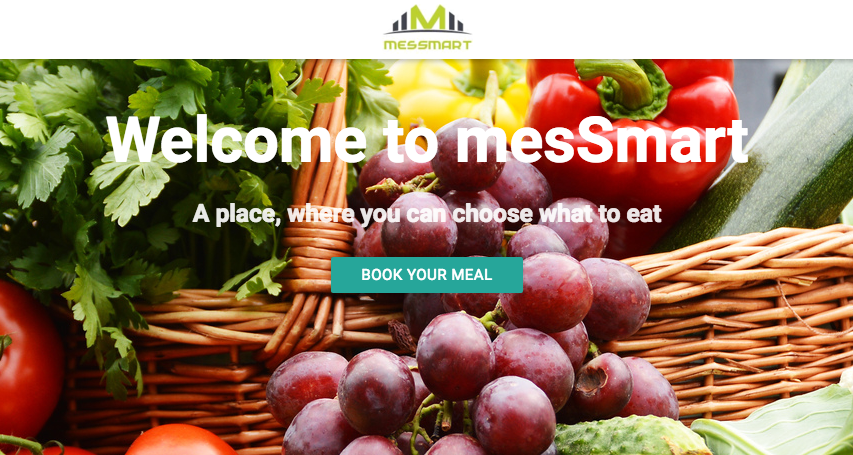 MESSMART
Welcome to mesSmart
A place, where you can choose what to eat
BOOK YOUR MEAL